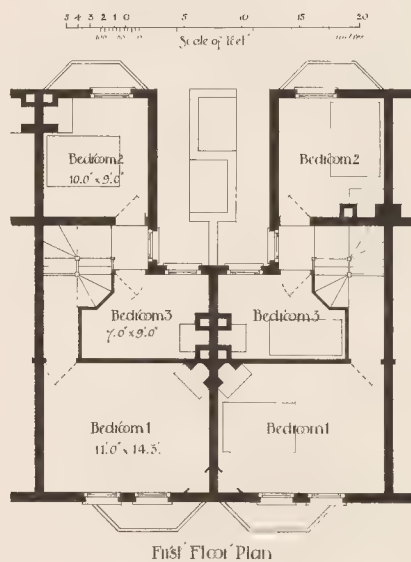 5 4 3 2 1 0 5 10 15 20
Scale of feet
Bedroom 2
10.0" x 9.0"
Bedroom 2
Bedroom 3
7.0" x 9.0"
Bedroom 3
Bedroom 1
11.0" x 14.3.
Bedroom 1
First Floor Plan